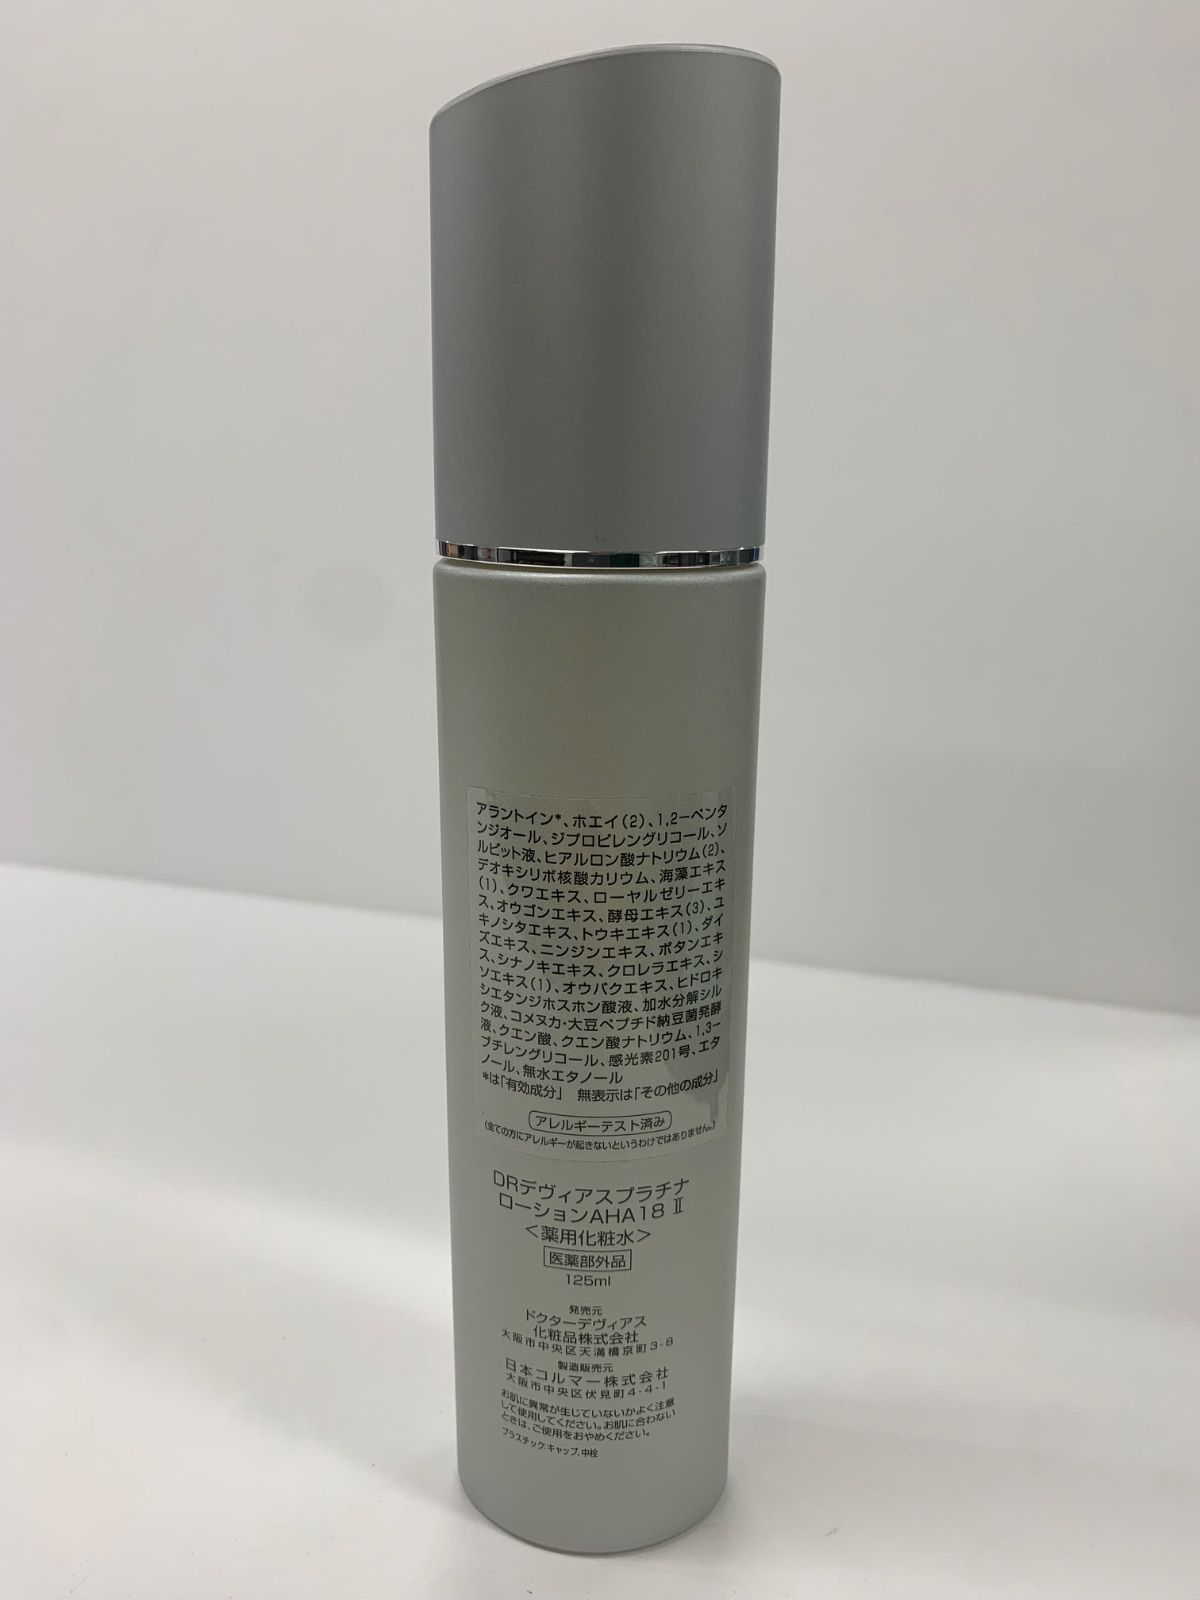 アラントイン*、ホエイ(2)、1,2-ペンタ
ンジオール、ジプロピレングリコール、ソ
ルビット液、ヒアルロン酸ナトリウム(2)、
デオキシリボ核酸カリウム、海藻エキス
(1)、クワエキス、ローヤルゼリーエキ
ス、オウゴンエキス、酵母エキス(3)、ユ
キノシタエキス、トウキエキス(1)、ダイ
ズエキス、ニンジンエキス、ボタンエキ
ス、シナノキエキス、クロレラエキス、シ
ソエキス(1)、オウバクエキス、ヒドロキ
シエタンジホスホン酸液、加水分解シル
ク液、コメヌカ・大豆ペプチド納豆菌発酵
液、クエン酸、クエン酸ナトリウム、1,3-
ブチレングリコール、感光素201号、エタ
ノール、無水エタノール
*は「有効成分」 無表示は「その他の成分」
アレルギーテスト済み
(全ての方にアレルギーが起きないというわけではありません。)
DRデヴィアスプラチナ
ローションAHA18 Ⅱ
<薬用化粧水>
医薬部外品
125ml
発売元
ドクターデヴィアス
化粧品株式会社
大阪市中央区天満橋京町3-8
製造販売元
日本コルマー株式会社
大阪市中央区伏見町4-4-1
お肌に異常が生じていないかよく注意
して使用してください。お肌に合わない
ときは、ご使用をおやめください。
プラスチック:キャップ、中栓